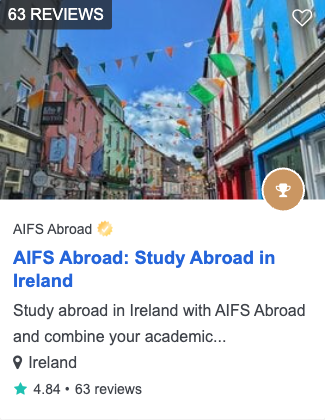 63 REVIEWS
AIFS Abroad
AIFS Abroad: Study Abroad in
Ireland
Study abroad in Ireland with AIFS Abroad
and combine your academic...
Ireland
4.84 • 63 reviews